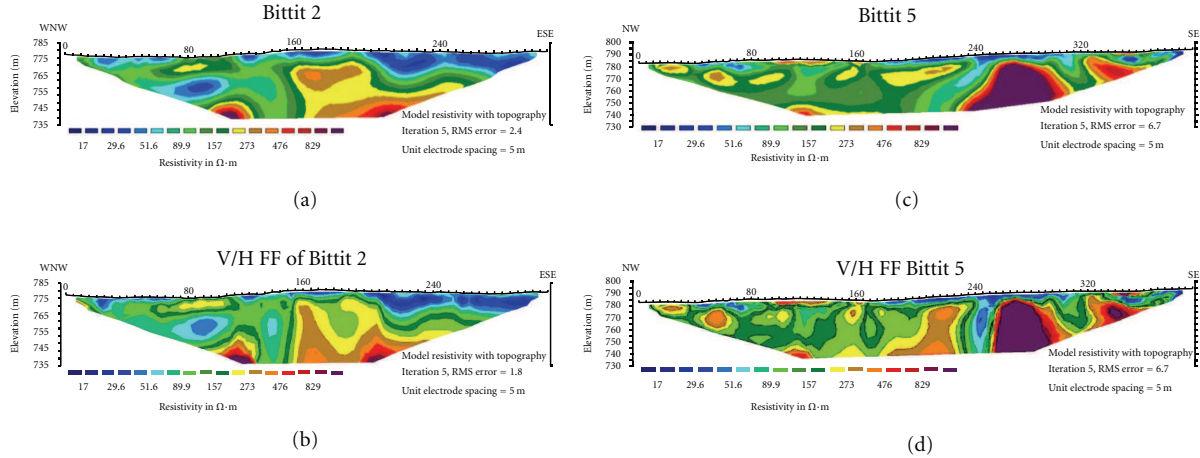 Bittit 2
WNW
ESE
0
80
160
240
785
775
765
755
745
735
Elevation (m)
Model resistivity with topography
Iteration 5, RMS error = 2.4
Unit electrode spacing = 5 m
17 29.6 51.6 89.9 157 273 476 829
Resistivity in Ω·m
(a)
Bittit 5
NW
SE
0
80
160
240
320
800
790
780
770
760
750
740
730
Elevation (m)
Model resistivity with topography
Iteration 5, RMS error = 6.7
Unit electrode spacing = 5 m
17 29.6 51.6 89.9 157 273 476 829
Resistivity in Ω·m
(c)
V/H FF of Bittit 2
WNW
ESE
0
80
160
240
785
775
765
755
745
735
Elevation (m)
Model resistivity with topography
Iteration 5, RMS error = 1.8
Unit electrode spacing = 5 m
17 29.6 51.6 89.9 157 273 476 829
Resistivity in Ω·m
(b)
V/H FF Bittit 5
NW
SE
0
80
160
240
320
800
790
780
770
760
750
740
730
Elevation (m)
Model resistivity with topography
Iteration 5, RMS error = 6.7
Unit electrode spacing = 5 m
17 29.6 51.6 89.9 157 273 476 829
Resistivity in Ω·m
(d)